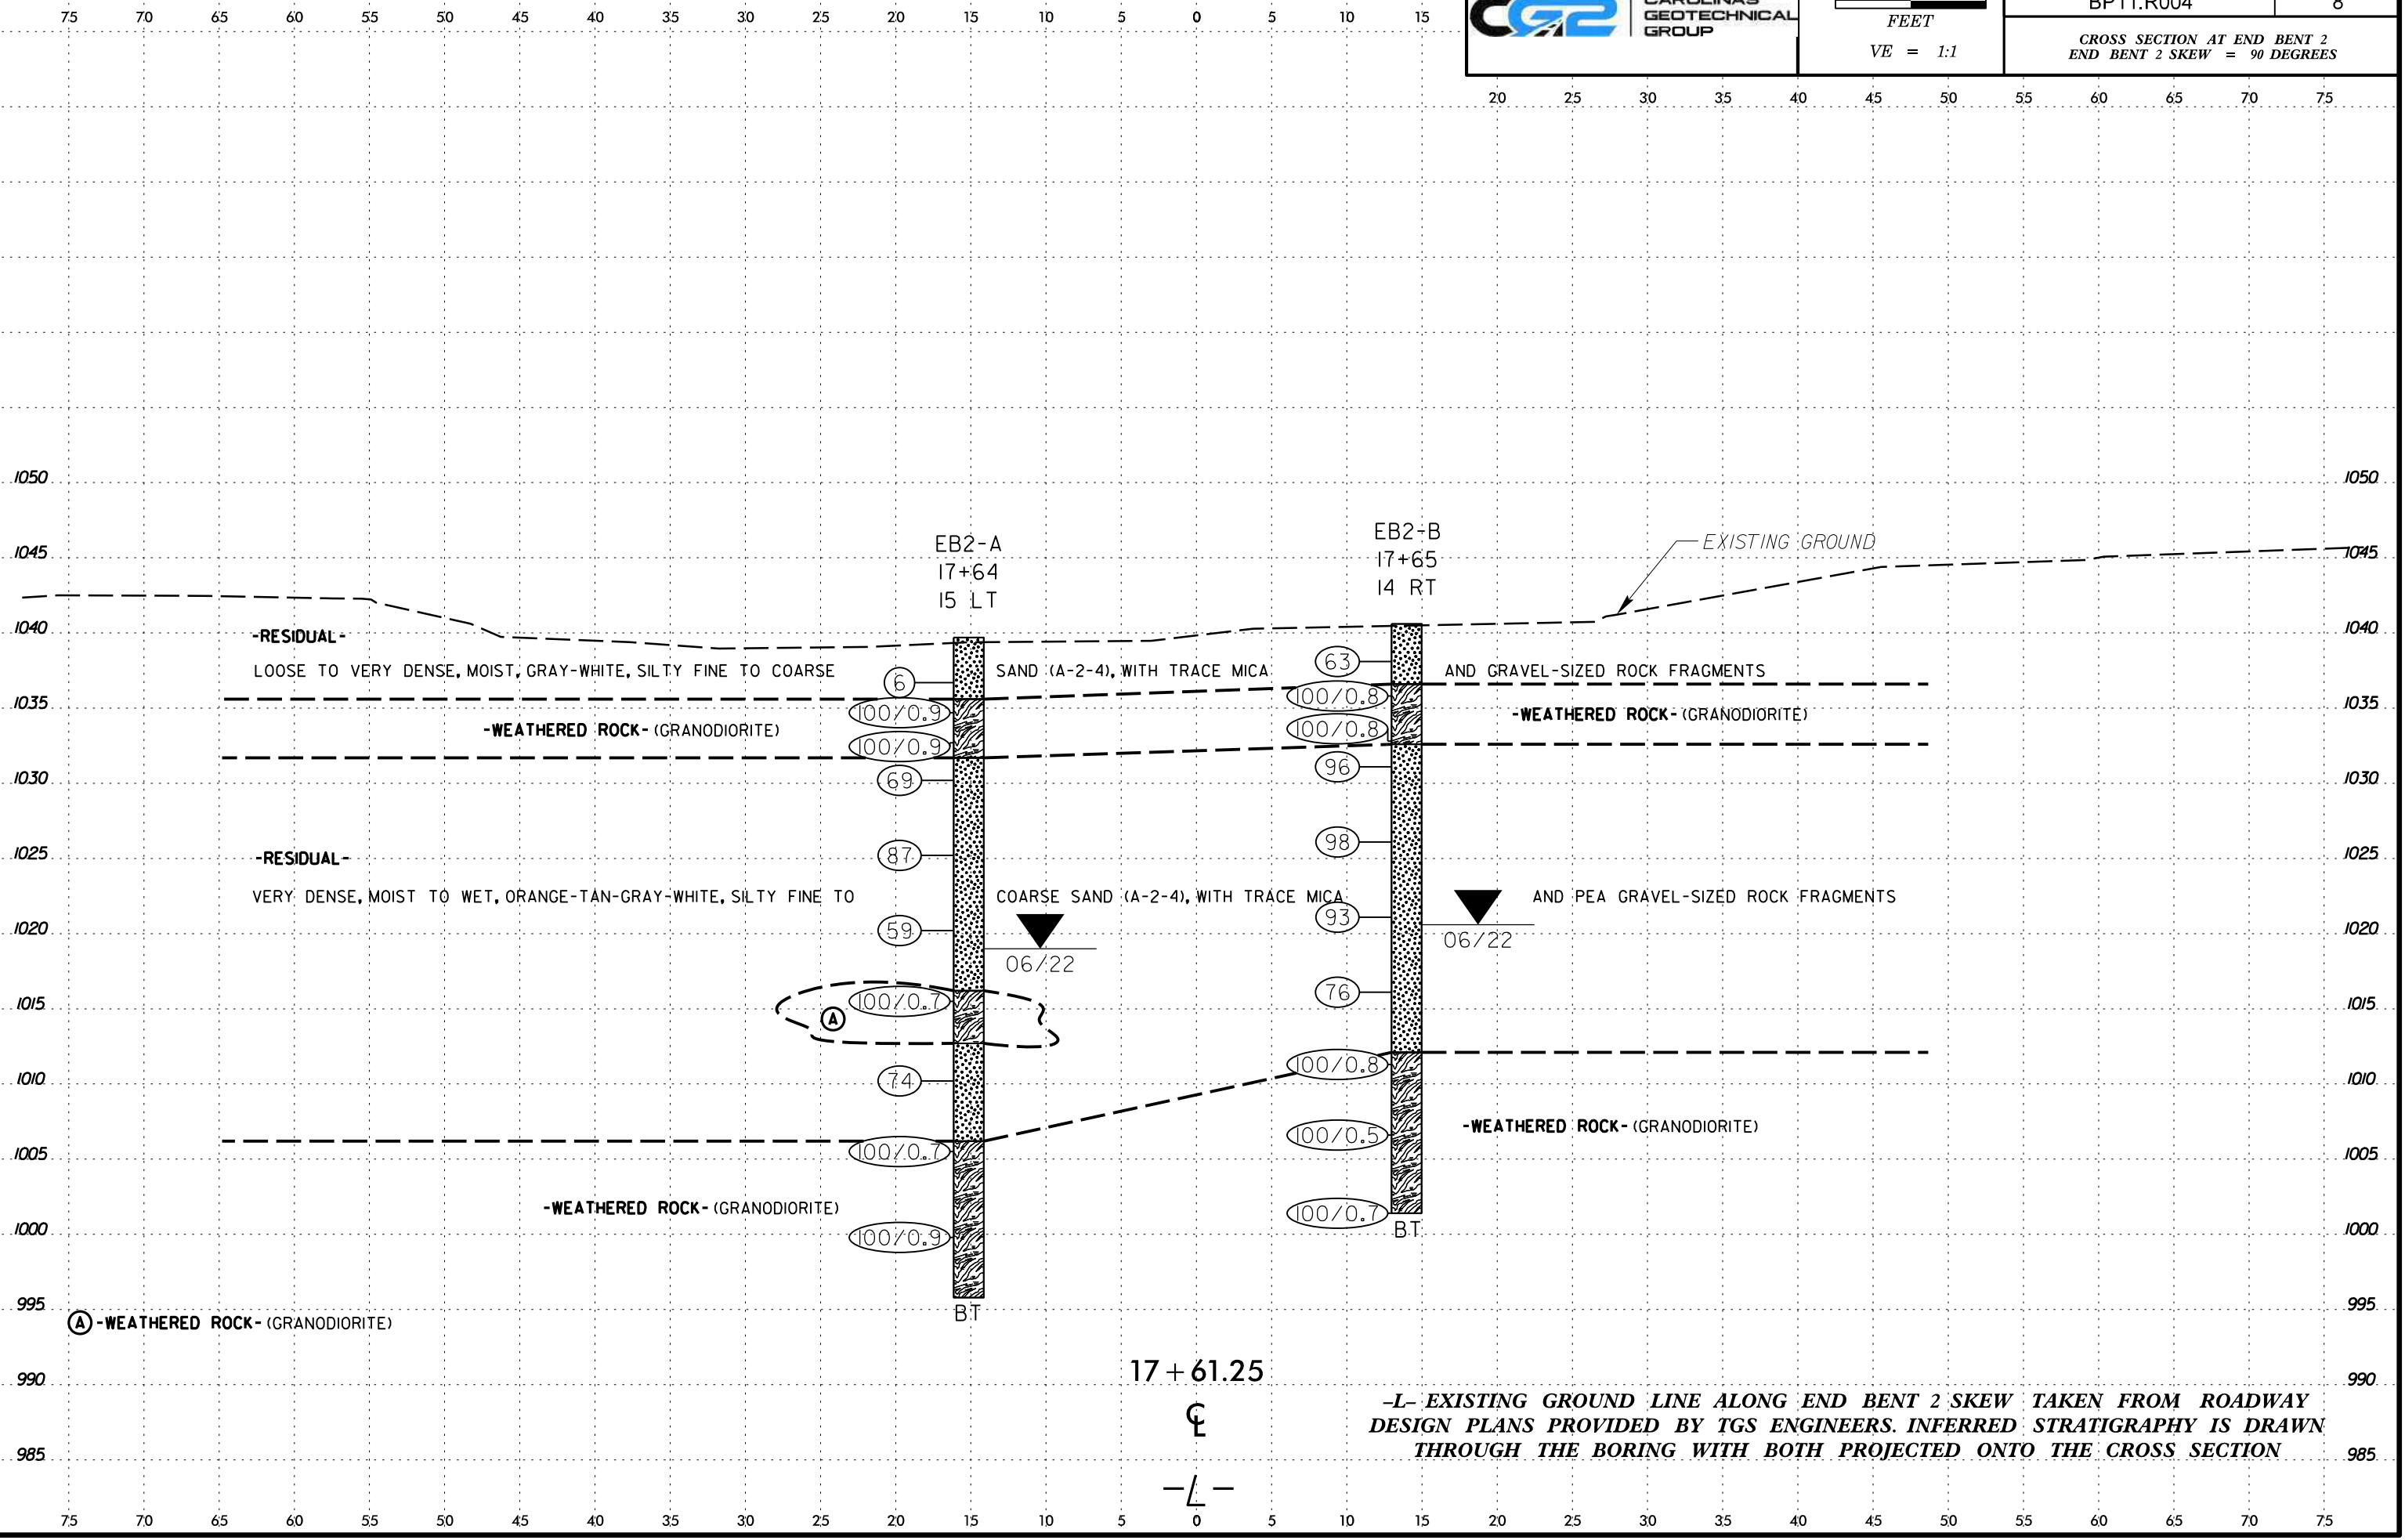 75 70 65 60 55 50 45 40 35 30 25 20 15 10 5 0 5 10 15
GEOTECHNICAL
GROUP
FEET
VE = 1:1
8
CROSS SECTION AT END BENT 2
END BENT 2 SKEW = 90 DEGREES
20 25 30 35 40 45 50 55 60 65 70 75
1050 1050
EB2-A
17+64
15 LT
EB2-B
17+65
14 RT
EXISTING GROUND
1045 1045
1040 1040
-RESIDUAL-
LOOSE TO VERY DENSE, MOIST, GRAY-WHITE, SILTY FINE TO COARSE SAND (A-2-4), WITH TRACE MICA AND GRAVEL-SIZED ROCK FRAGMENTS
6 63
1035 1035
100/0.9 100/0.8
-WEATHERED ROCK- (GRANODIORITE) -WEATHERED ROCK- (GRANODIORITE)
100/0.9 100/0.8
1030 1030
69 96
1025 1025
-RESIDUAL-
87 98
VERY DENSE, MOIST TO WET, ORANGE-TAN-GRAY-WHITE, SILTY FINE TO COARSE SAND (A-2-4), WITH TRACE MICA AND PEA GRAVEL-SIZED ROCK FRAGMENTS
59 93
1020 1020
06/22 06/22
1015 1015
100/0.7 76
A
1010 1010
74 100/0.8
-WEATHERED ROCK- (GRANODIORITE)
1005 1005
100/0.7 100/0.5
-WEATHERED ROCK- (GRANODIORITE)
1000 1000
100/0.9 100/0.7
BT
995 995
BT
A -WEATHERED ROCK- (GRANODIORITE)
17+61.25
990 990
℄
-L- EXISTING GROUND LINE ALONG END BENT 2 SKEW TAKEN FROM ROADWAY
DESIGN PLANS PROVIDED BY TGS ENGINEERS. INFERRED STRATIGRAPHY IS DRAWN
THROUGH THE BORING WITH BOTH PROJECTED ONTO THE CROSS SECTION
985 985
-L-
75 70 65 60 55 50 45 40 35 30 25 20 15 10 5 0 5 10 15 20 25 30 35 40 45 50 55 60 65 70 75